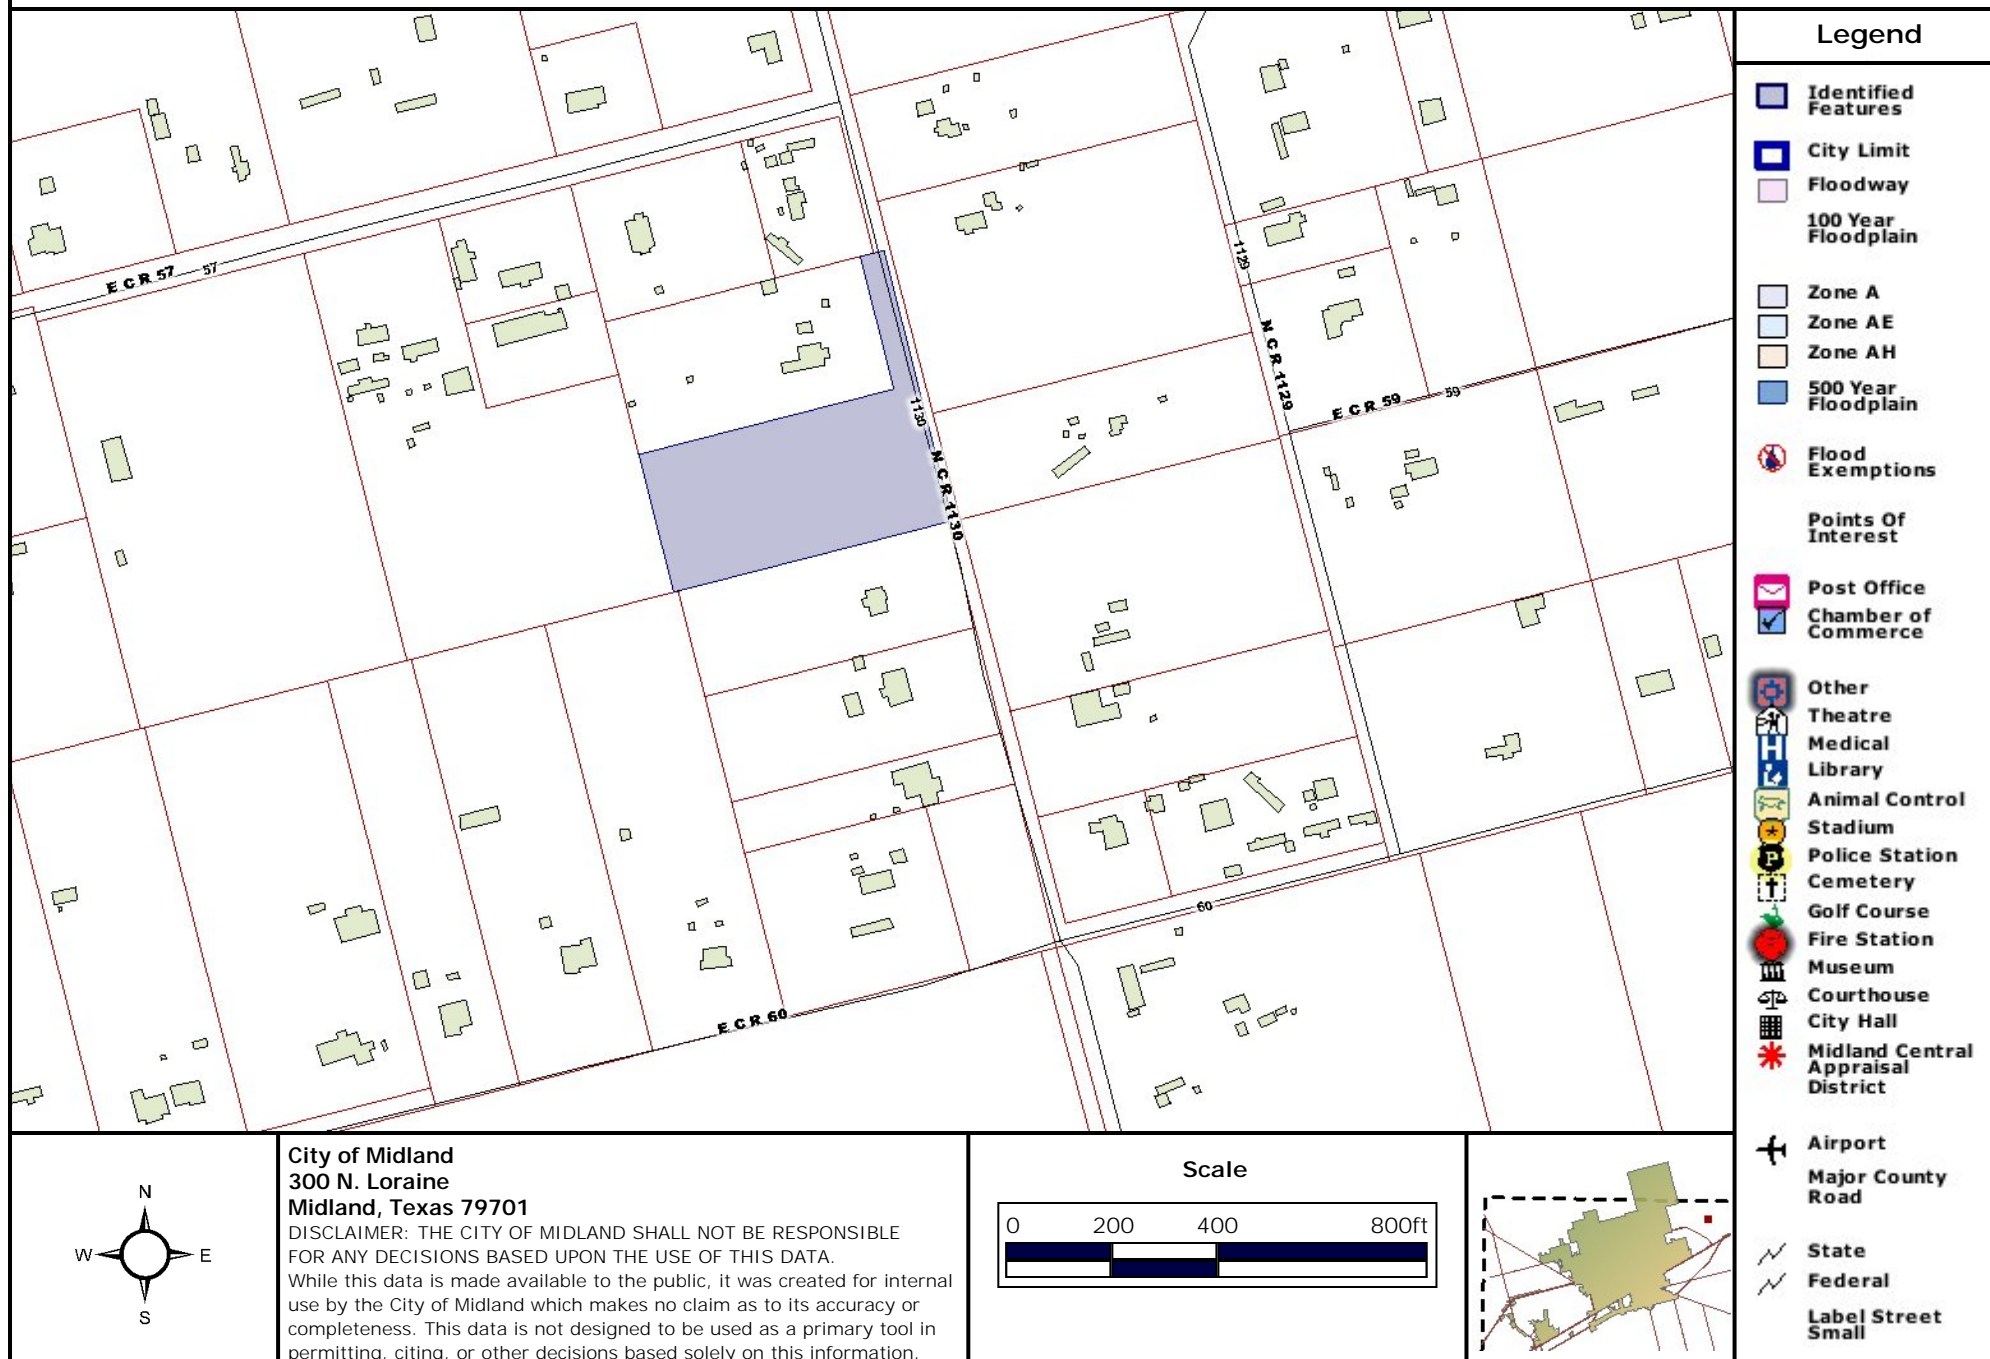 Legend
Identified
Features
City Limit
Floodway
100 Year
Floodplain
Zone A
Zone AE
Zone AH
500 Year
Floodplain
Flood
Exemptions
Points Of
Interest
Post Office
Chamber of
Commerce
Other
Theatre
Medical
Library
Animal Control
Stadium
Police Station
Cemetery
Golf Course
Fire Station
Museum
Courthouse
City Hall
Midland Central
Appraisal
District
Airport
Major County
Road
State
Federal
Label Street
Small
E C R 57
57
1129
N C R 1129
E C R 59
59
1130
N C R 1130
60
E C R 60
N
W
E
S
City of Midland
300 N. Loraine
Midland, Texas 79701
DISCLAIMER: THE CITY OF MIDLAND SHALL NOT BE RESPONSIBLE
FOR ANY DECISIONS BASED UPON THE USE OF THIS DATA.
While this data is made available to the public, it was created for internal
use by the City of Midland which makes no claim as to its accuracy or
completeness. This data is not designed to be used as a primary tool in
permitting, citing, or other decisions based solely on this information.
Scale
0 200 400 800ft